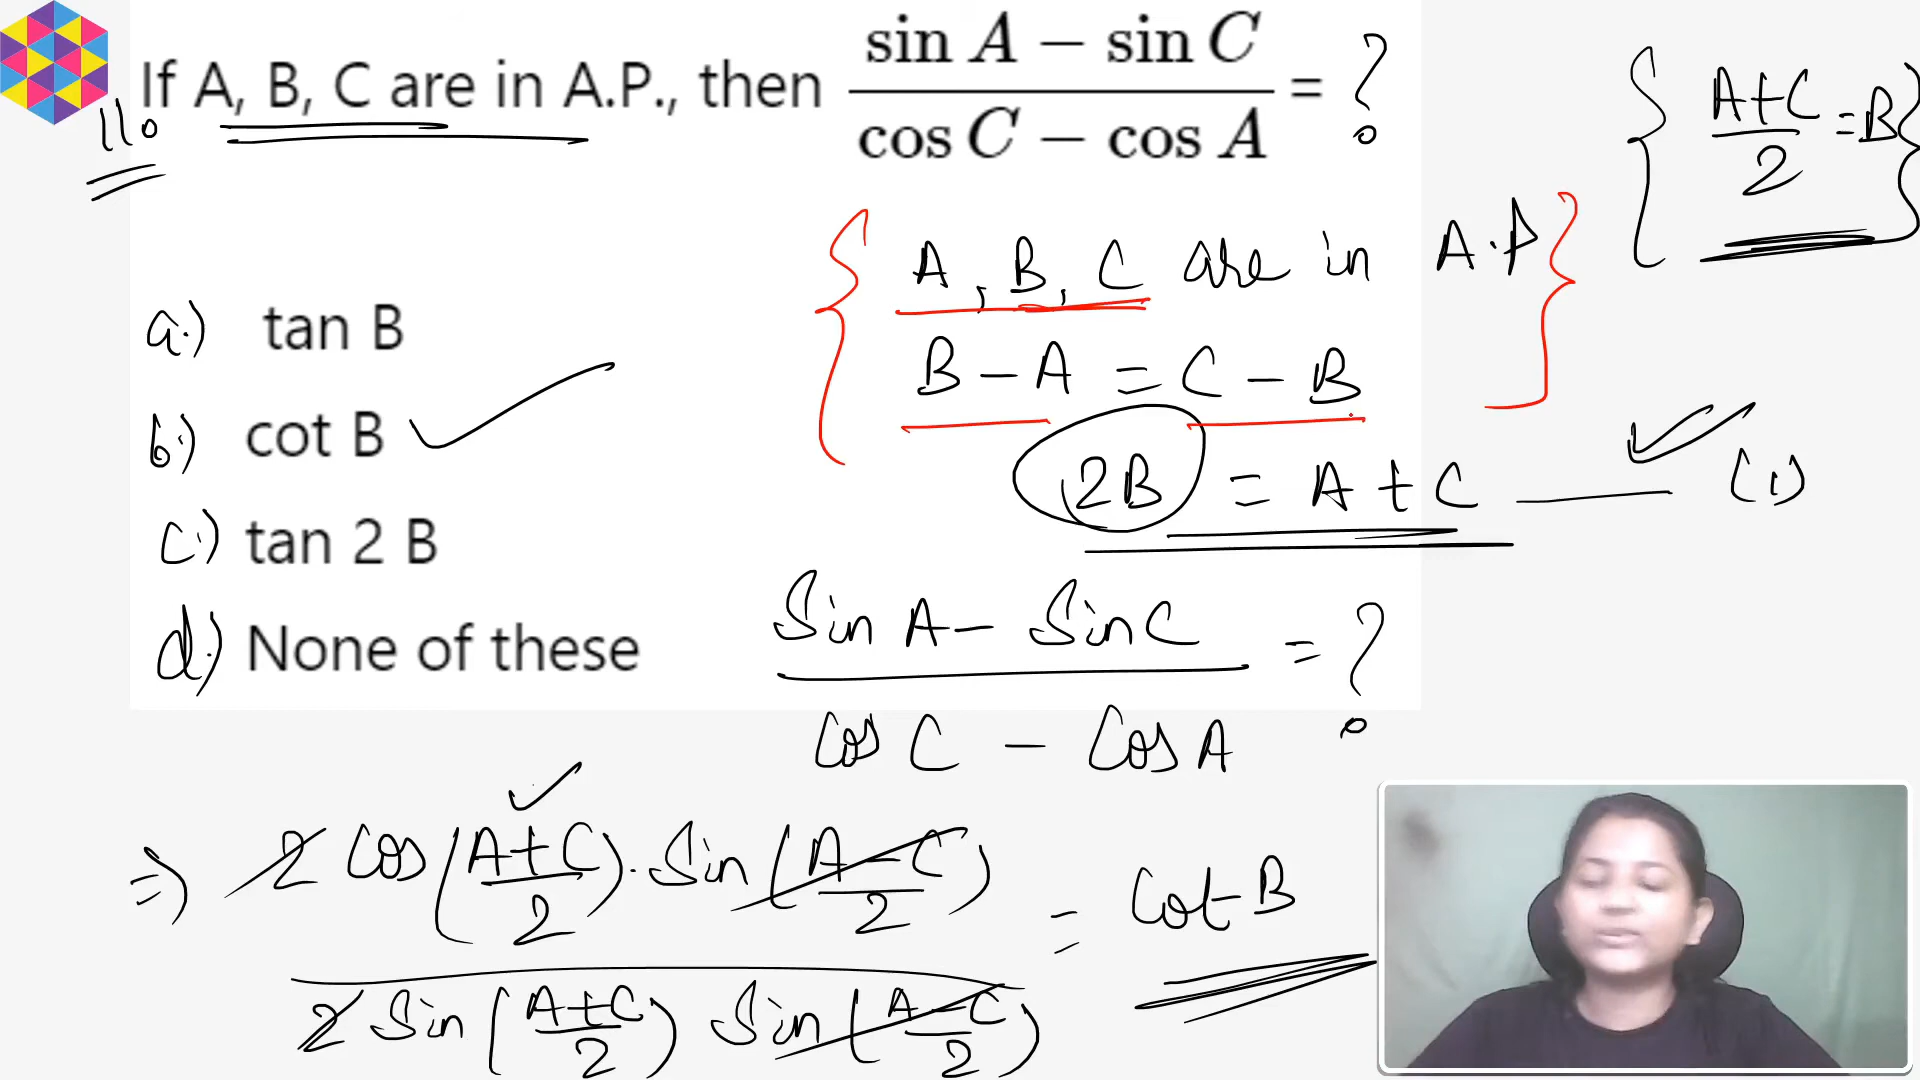 11.
If A, B, C are in A.P., then (sin A − sin C)/(cos C − cos A) = ?
{ (A+C)/2 = B }
{ A, B, C are in A.P }
B − A = C − B
2B = A + C —— (1)
a.) tan B
b.) cot B ✓
c.) tan 2 B
d.) None of these
(Sin A − Sin C)/(Cos C − Cos A) = ?
⇒ (2 Cos((A+C)/2) · Sin((A−C)/2))/(2 Sin((A+C)/2) Sin((A−C)/2)) = Cot B